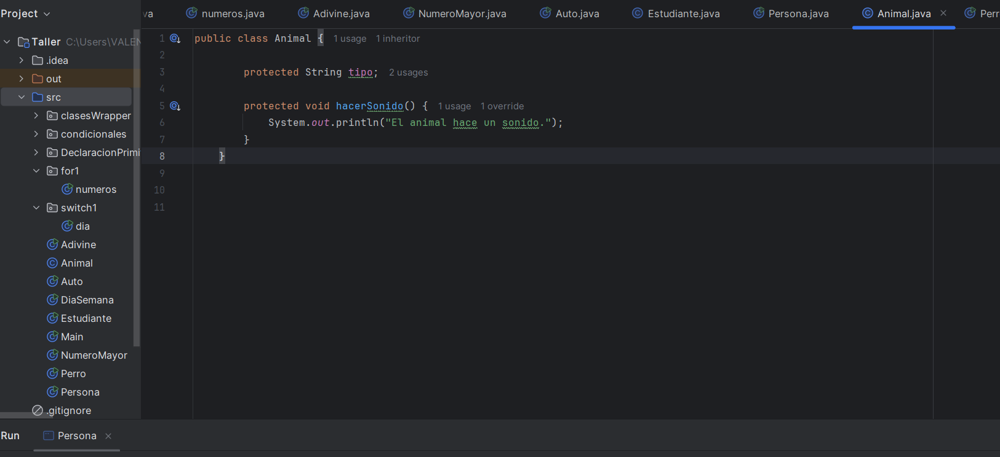 Project
va numeros.java Adivine.java NumeroMayor.java Auto.java Estudiante.java Persona.java Animal.java Perr
Taller C:\Users\VALEN
.idea
out
src
clasesWrapper
condicionales
DeclaracionPrimi
for1
numeros
switch1
dia
Adivine
Animal
Auto
DiaSemana
Estudiante
Main
NumeroMayor
Perro
Persona
.gitignore
1 public class Animal { 1 usage 1 inheritor
2
3 protected String tipo; 2 usages
4
5 protected void hacerSonido() { 1 usage 1 override
6 System.out.println("El animal hace un sonido.");
7 }
8 }
9
10
11
Run Persona